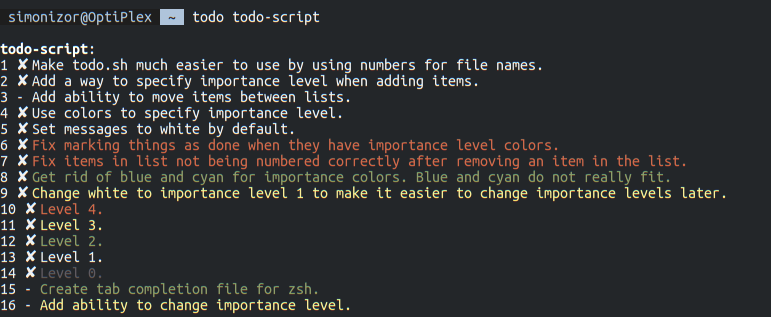 simonizor@OptiPlex ~ todo todo-script
todo-script:
1 ✘ Make todo.sh much easier to use by using numbers for file names.
2 ✘ Add a way to specify importance level when adding items.
3 - Add ability to move items between lists.
4 ✘ Use colors to specify importance level.
5 ✘ Set messages to white by default.
6 ✘ Fix marking things as done when they have importance level colors.
7 ✘ Fix items in list not being numbered correctly after removing an item in the list.
8 ✘ Get rid of blue and cyan for importance colors. Blue and cyan do not really fit.
9 ✘ Change white to importance level 1 to make it easier to change importance levels later.
10 ✘ Level 4.
11 ✘ Level 3.
12 ✘ Level 2.
13 ✘ Level 1.
14 ✘ Level 0.
15 - Create tab completion file for zsh.
16 - Add ability to change importance level.